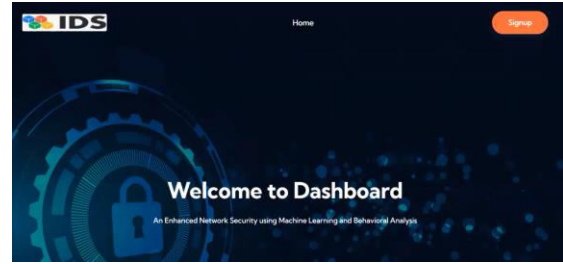 IDS
Home
Signup
Welcome to Dashboard
An Enhanced Network Security using Machine Learning and Behavioral Analysis